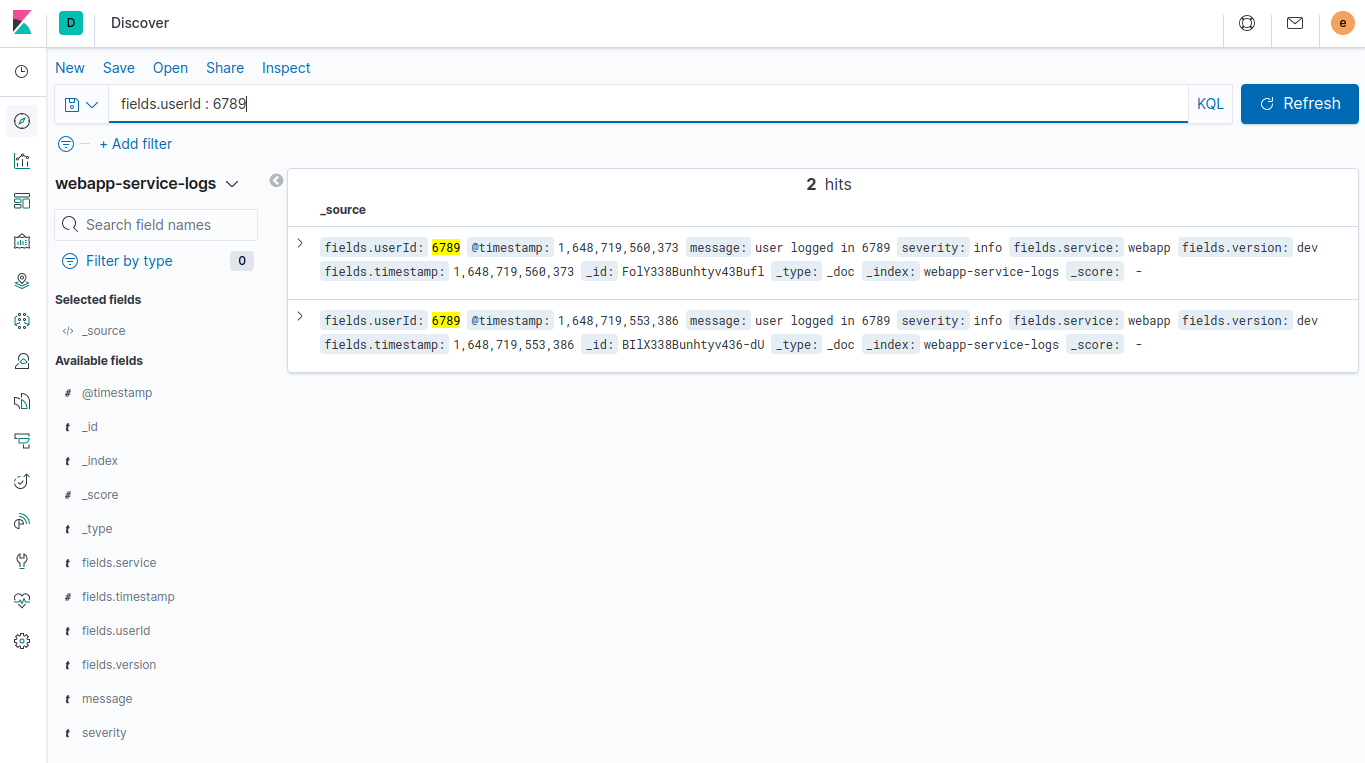 D Discover e
New Save Open Share Inspect
fields.userId : 6789 KQL Refresh
+ Add filter
webapp-service-logs
2 hits
Search field names
_source
Filter by type 0
fields.userId: 6789 @timestamp: 1,648,719,560,373 message: user logged in 6789 severity: info fields.service: webapp fields.version: dev
fields.timestamp: 1,648,719,560,373 _id: FolY338Bunhtyv43Bufl _type: _doc _index: webapp-service-logs _score: -
Selected fields
_source
fields.userId: 6789 @timestamp: 1,648,719,553,386 message: user logged in 6789 severity: info fields.service: webapp fields.version: dev
fields.timestamp: 1,648,719,553,386 _id: BIlX338Bunhtyv436-dU _type: _doc _index: webapp-service-logs _score: -
Available fields
# @timestamp
t _id
t _index
# _score
t _type
t fields.service
# fields.timestamp
t fields.userId
t fields.version
t message
t severity